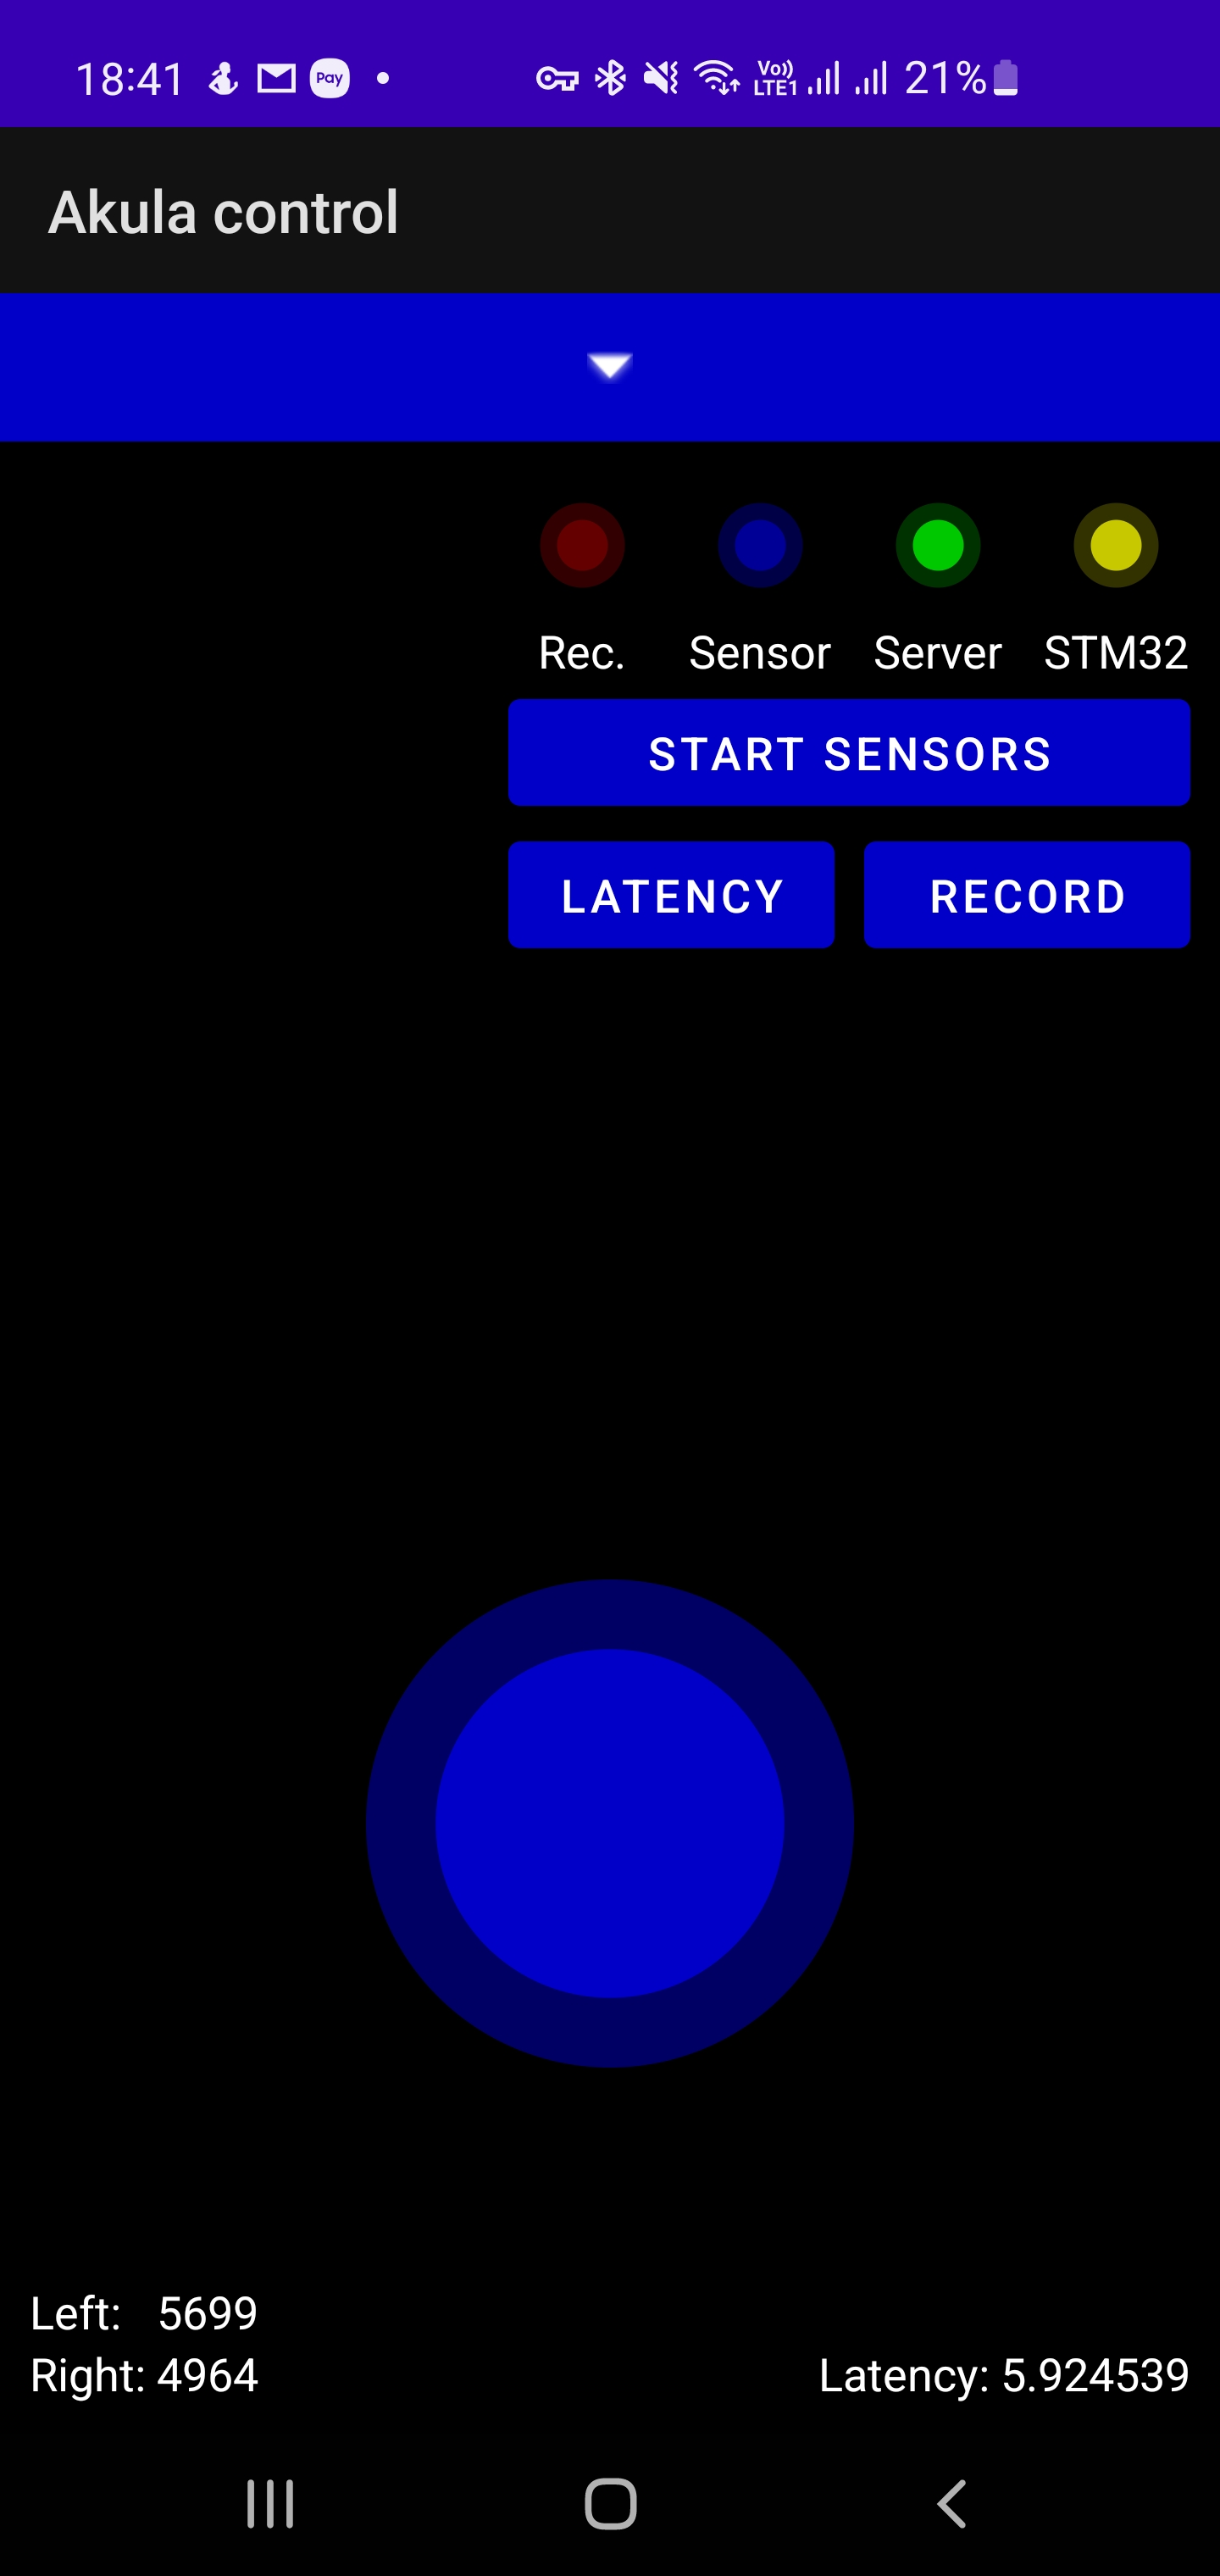 18:41 Pay Vo)) LTE1 21%
Akula control
Rec. Sensor Server STM32
START SENSORS
LATENCY RECORD
Left: 5699
Right: 4964 Latency: 5.924539